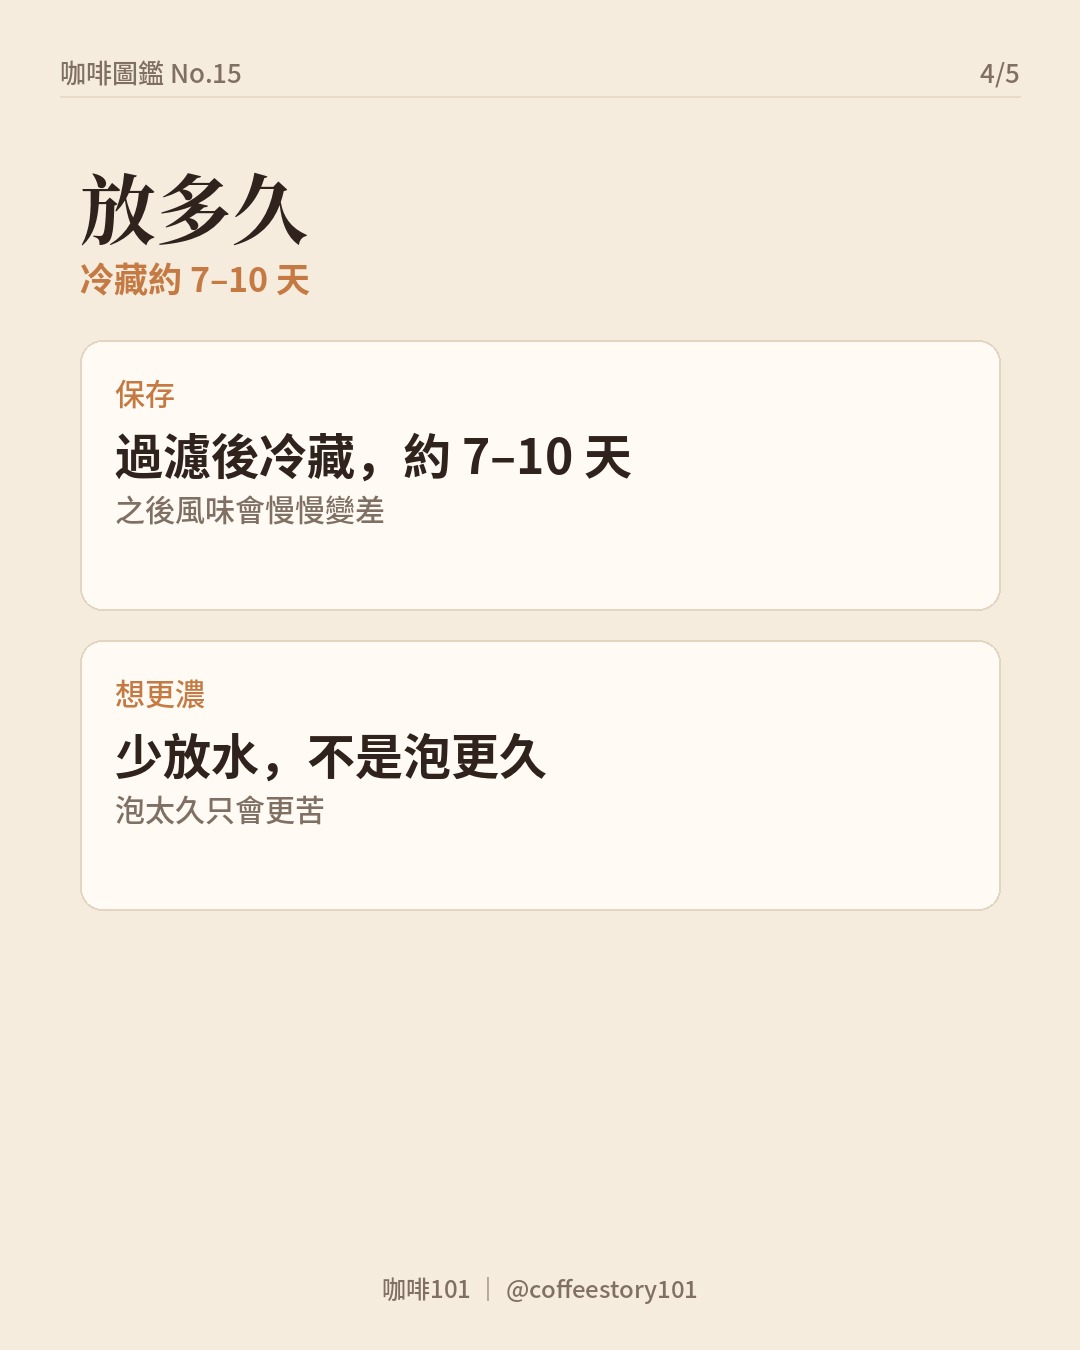 咖啡圖鑑 No.15
4/5
放多久
冷藏約 7–10 天
保存
過濾後冷藏，約 7–10 天
之後風味會慢慢變差
想更濃
少放水，不是泡更久
泡太久只會更苦
咖啡101｜@coffeestory101